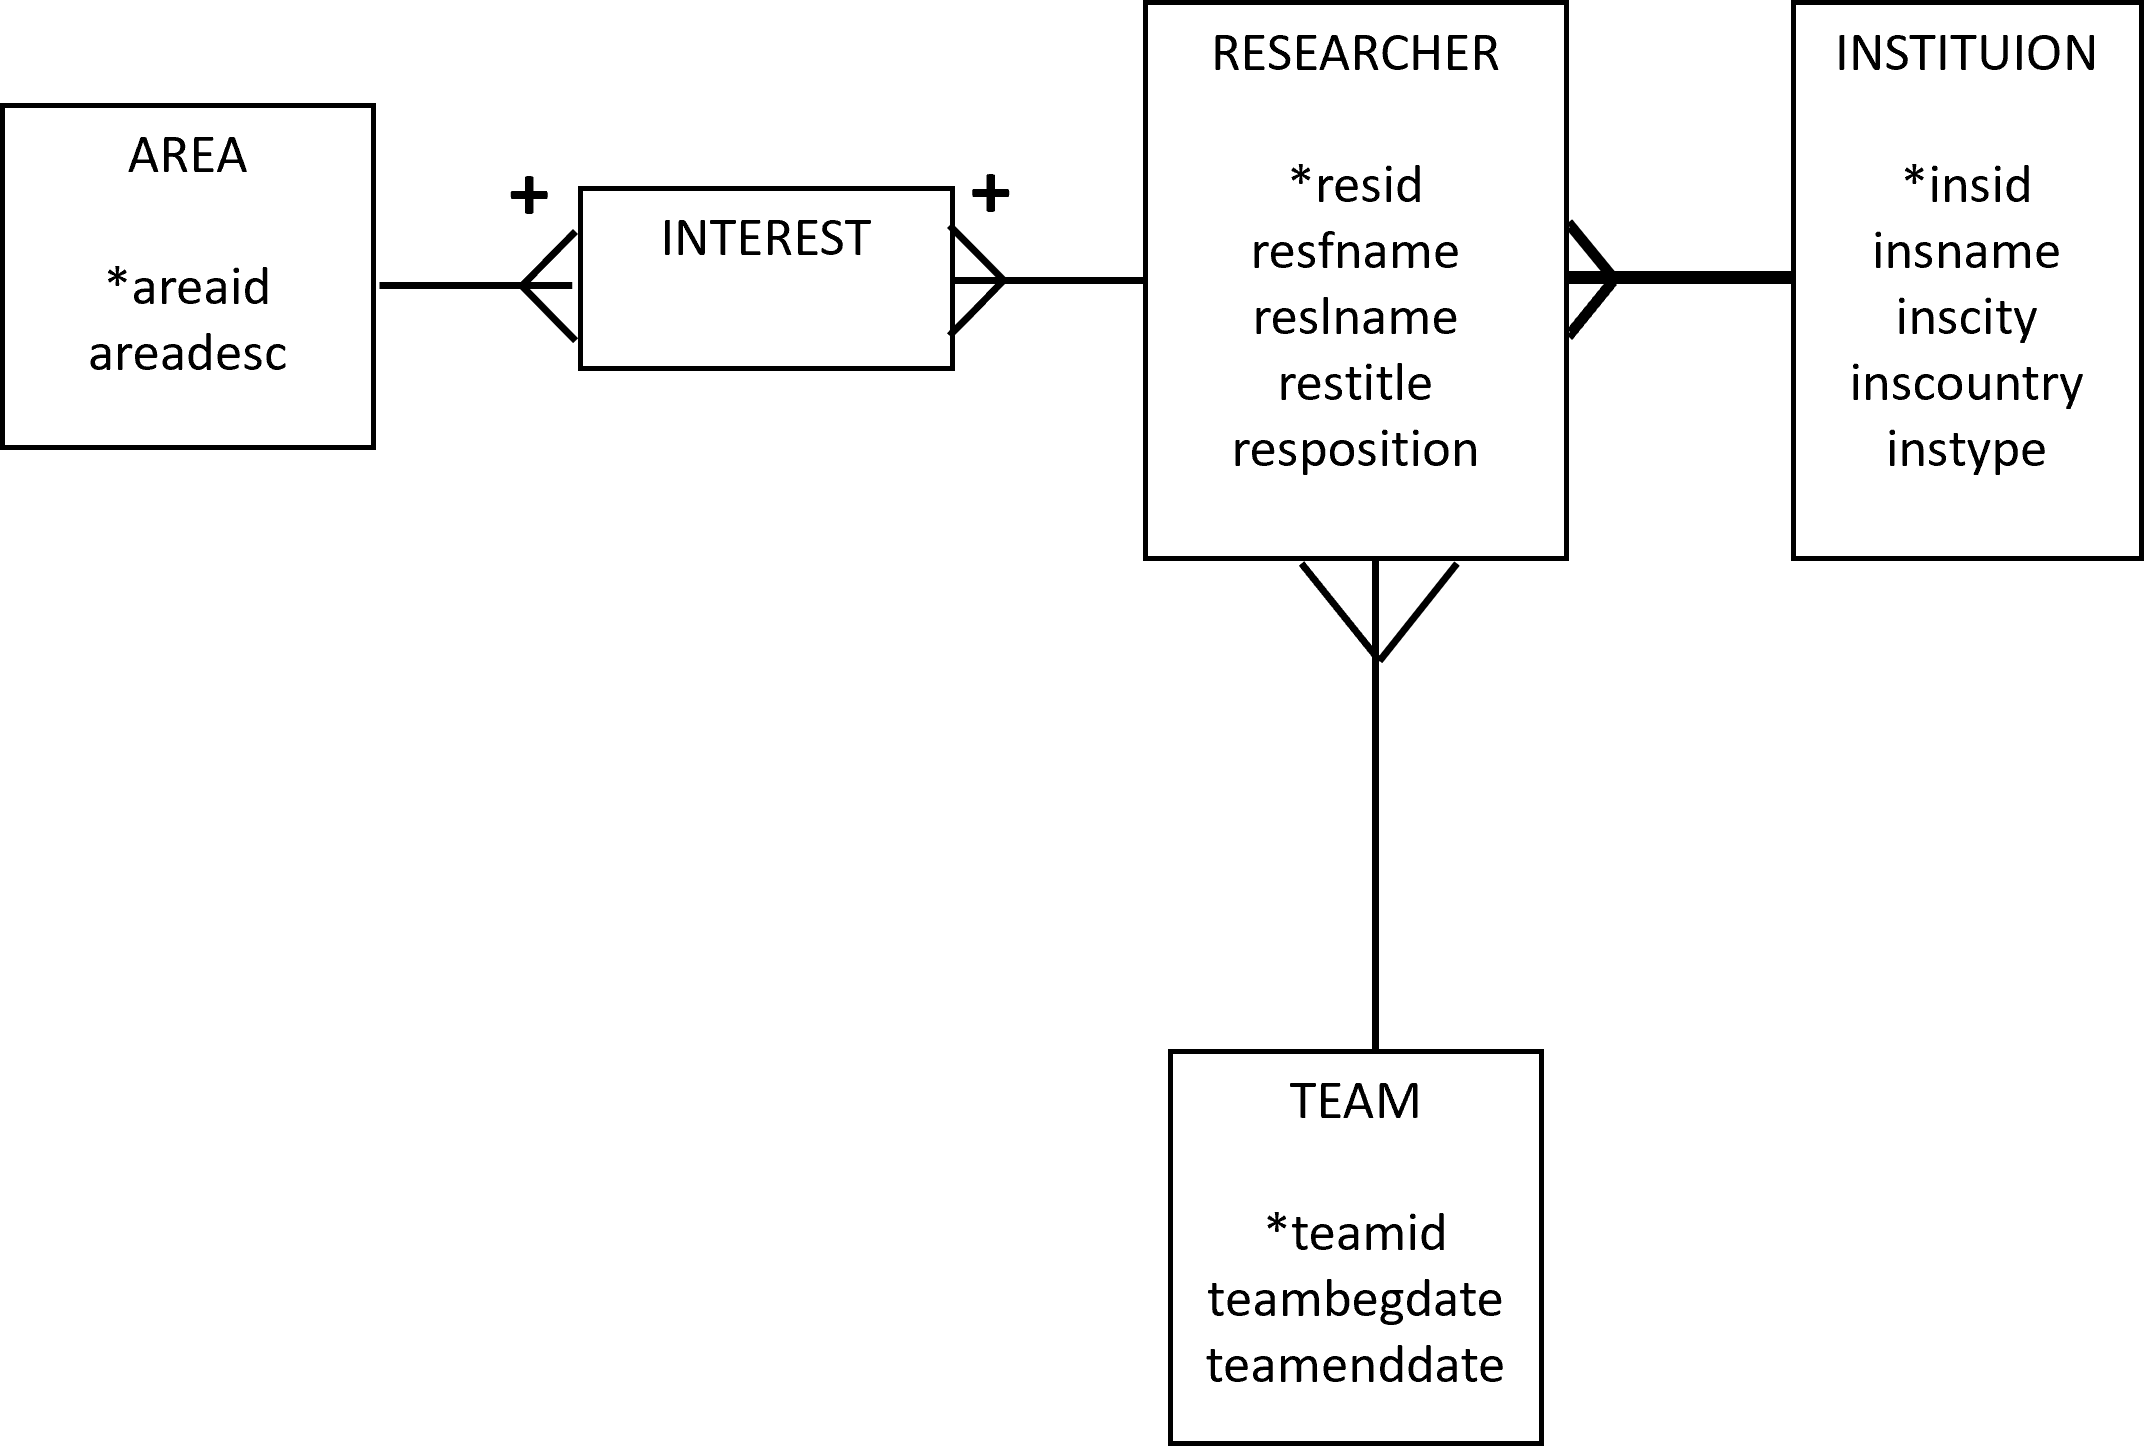 AREA
*areaid
areadesc
+
INTEREST
+
RESEARCHER
*resid
resfname
reslname
restitle
resposition
INSTITUION
*insid
insname
inscity
inscountry
instype
TEAM
*teamid
teambegdate
teamenddate